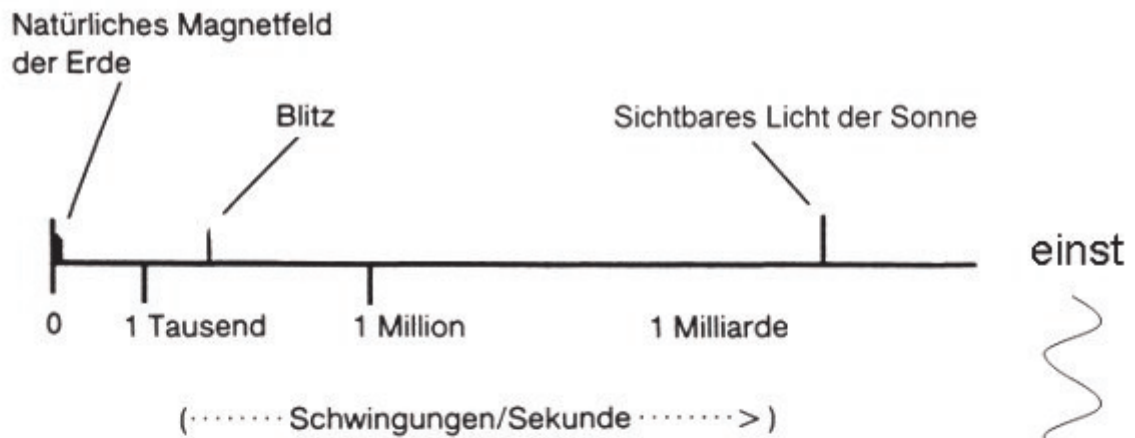 Natürliches Magnetfeld
der Erde
Blitz
Sichtbares Licht der Sonne
einst
0 1 Tausend 1 Million 1 Milliarde
(········ Schwingungen/Sekunde ········>)